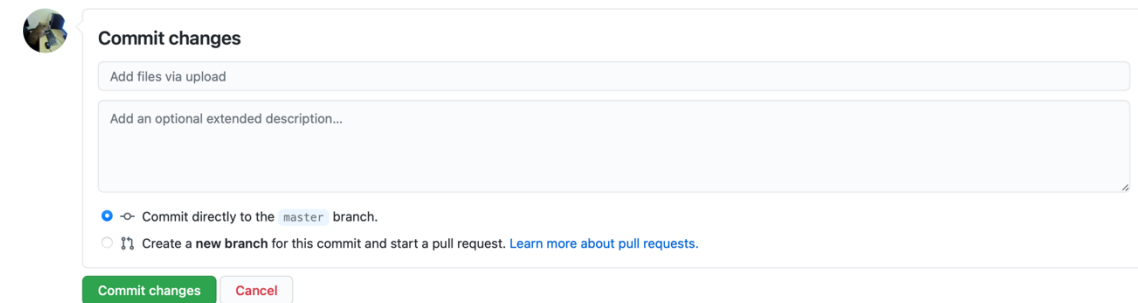 Commit changes
Add files via upload
Add an optional extended description...
Commit directly to the master branch.
Create a new branch for this commit and start a pull request. Learn more about pull requests.
Commit changes Cancel